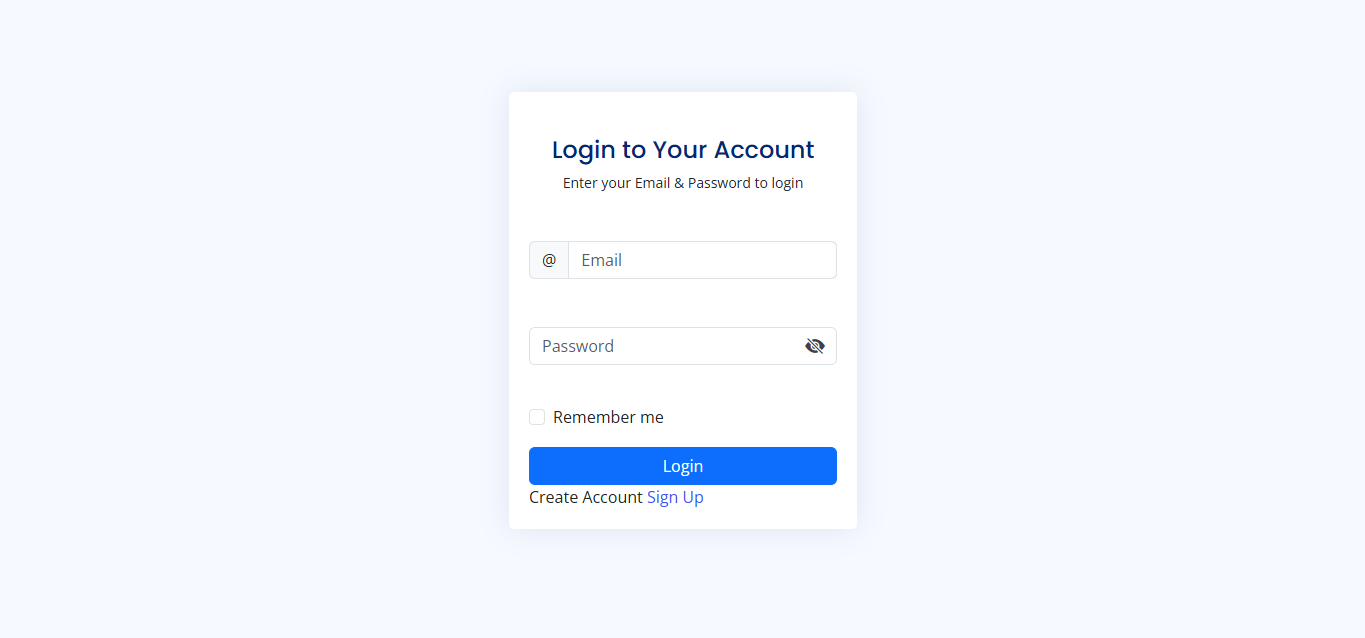 Login to Your Account
Enter your Email & Password to login
@ Email
Password
Remember me
Login
Create Account Sign Up